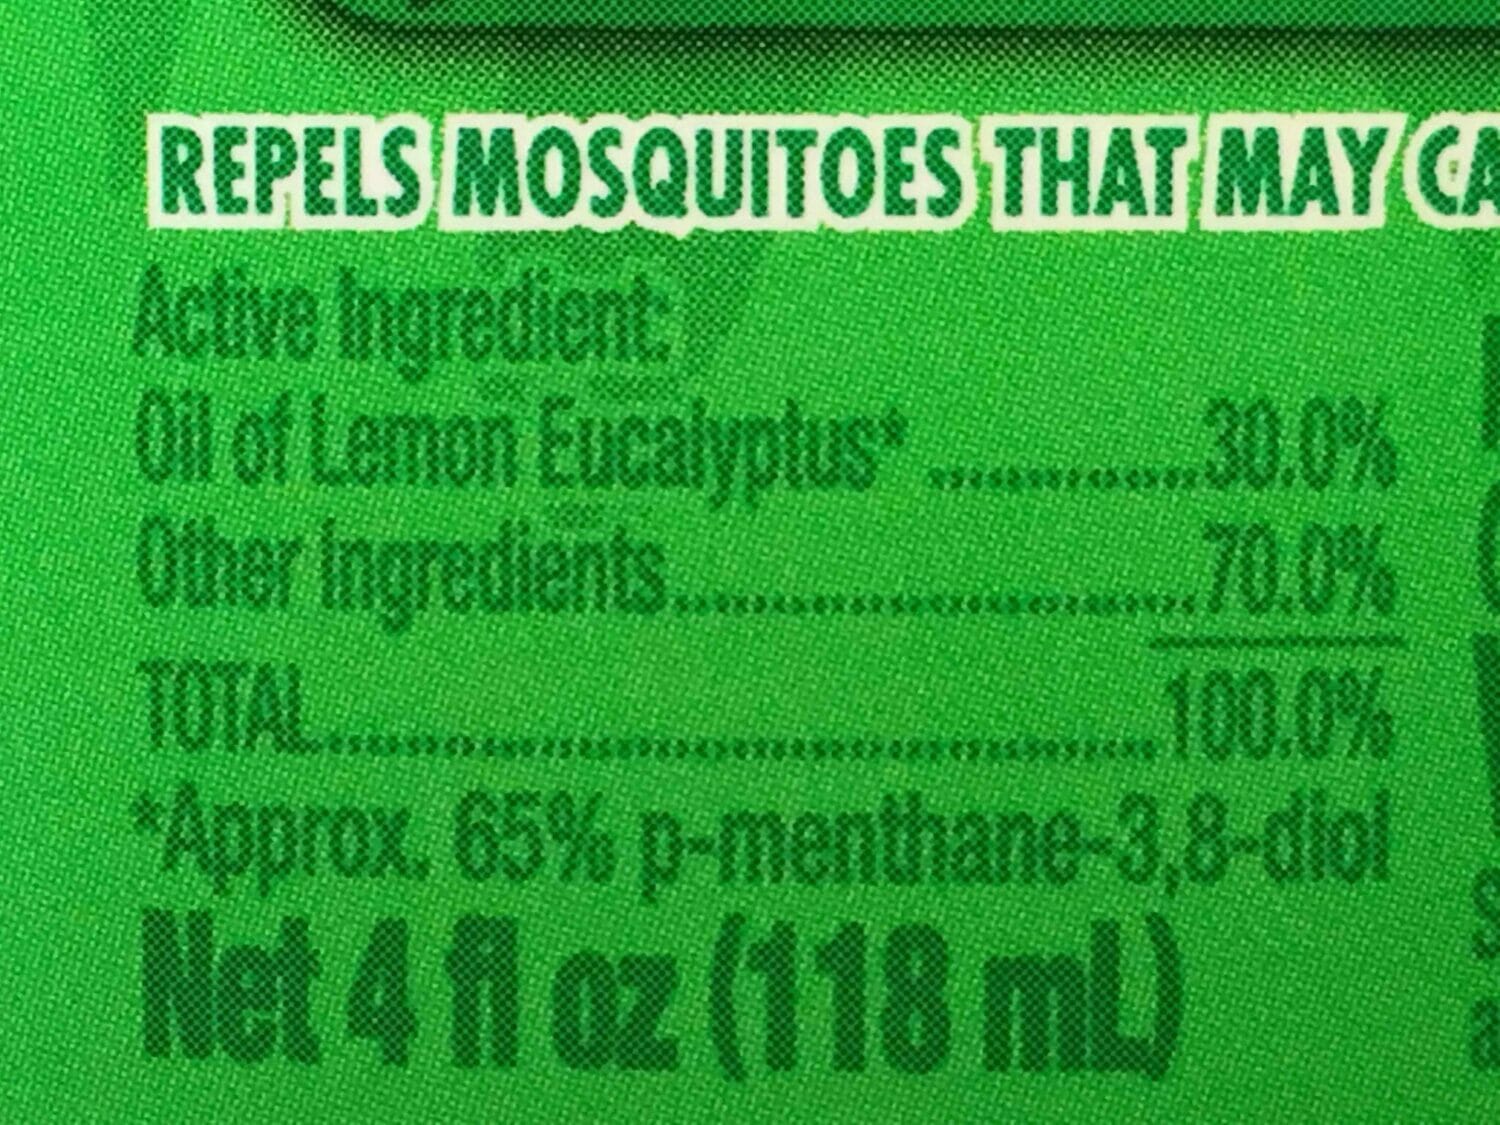 REPELS MOSQUITOES THAT MAY
Active Ingredient:
Oil of Lemon Eucalyptus* ....................30.0%
Other Ingredients.......................................70.0%
TOTAL..............................................................100.0%
*Approx. 65% p-menthane-3,8-diol
Net 4 fl oz (118 mL)